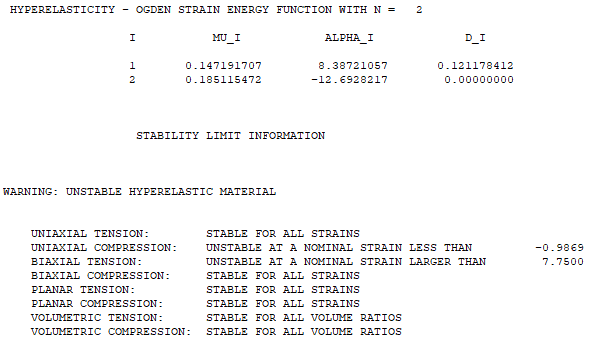 HYPERELASTICITY - OGDEN STRAIN ENERGY FUNCTION WITH N = 2
I MU_I ALPHA_I D_I
1 0.147191707 8.38721057 0.121178412
2 0.185115472 -12.6928217 0.00000000
STABILITY LIMIT INFORMATION
WARNING: UNSTABLE HYPERELASTIC MATERIAL
UNIAXIAL TENSION: STABLE FOR ALL STRAINS
UNIAXIAL COMPRESSION: UNSTABLE AT A NOMINAL STRAIN LESS THAN -0.9869
BIAXIAL TENSION: UNSTABLE AT A NOMINAL STRAIN LARGER THAN 7.7500
BIAXIAL COMPRESSION: STABLE FOR ALL STRAINS
PLANAR TENSION: STABLE FOR ALL STRAINS
PLANAR COMPRESSION: STABLE FOR ALL STRAINS
VOLUMETRIC TENSION: STABLE FOR ALL VOLUME RATIOS
VOLUMETRIC COMPRESSION: STABLE FOR ALL VOLUME RATIOS